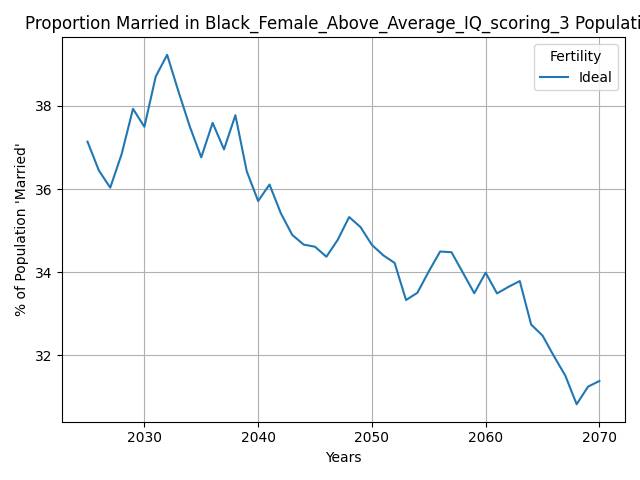 Proportion Married in Black_Female_Above_Average_IQ_scoring_3 Populati
Fertility
Ideal
38
36
34
32
% of Population 'Married'
2030 2040 2050 2060 2070
Years